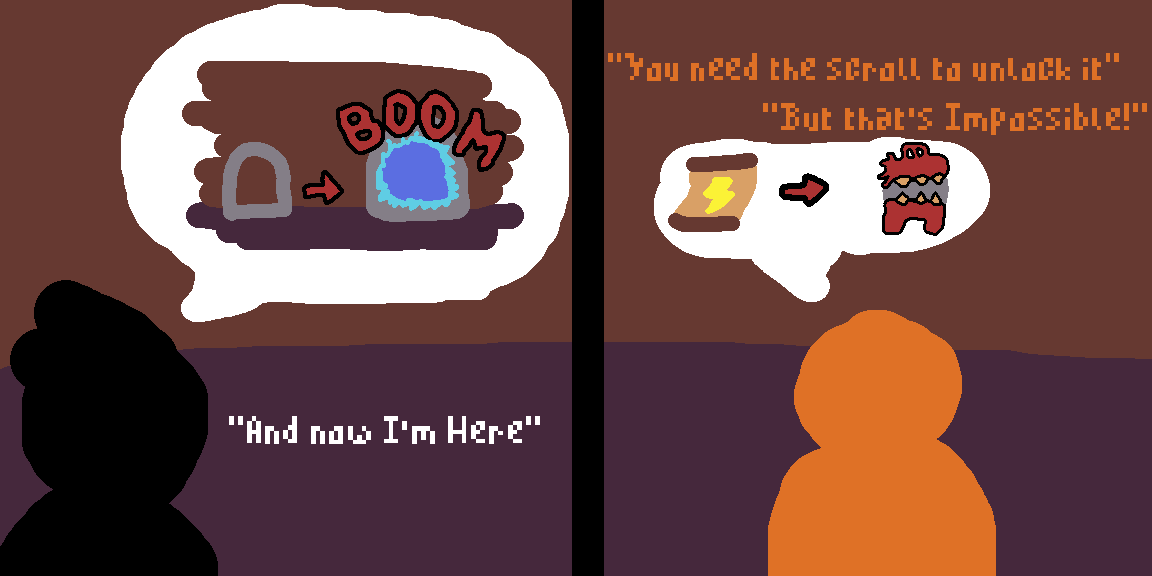 BOOM
"And now I'm Here"
"You need the scroll to unlock it"
"But that's Impossible!"